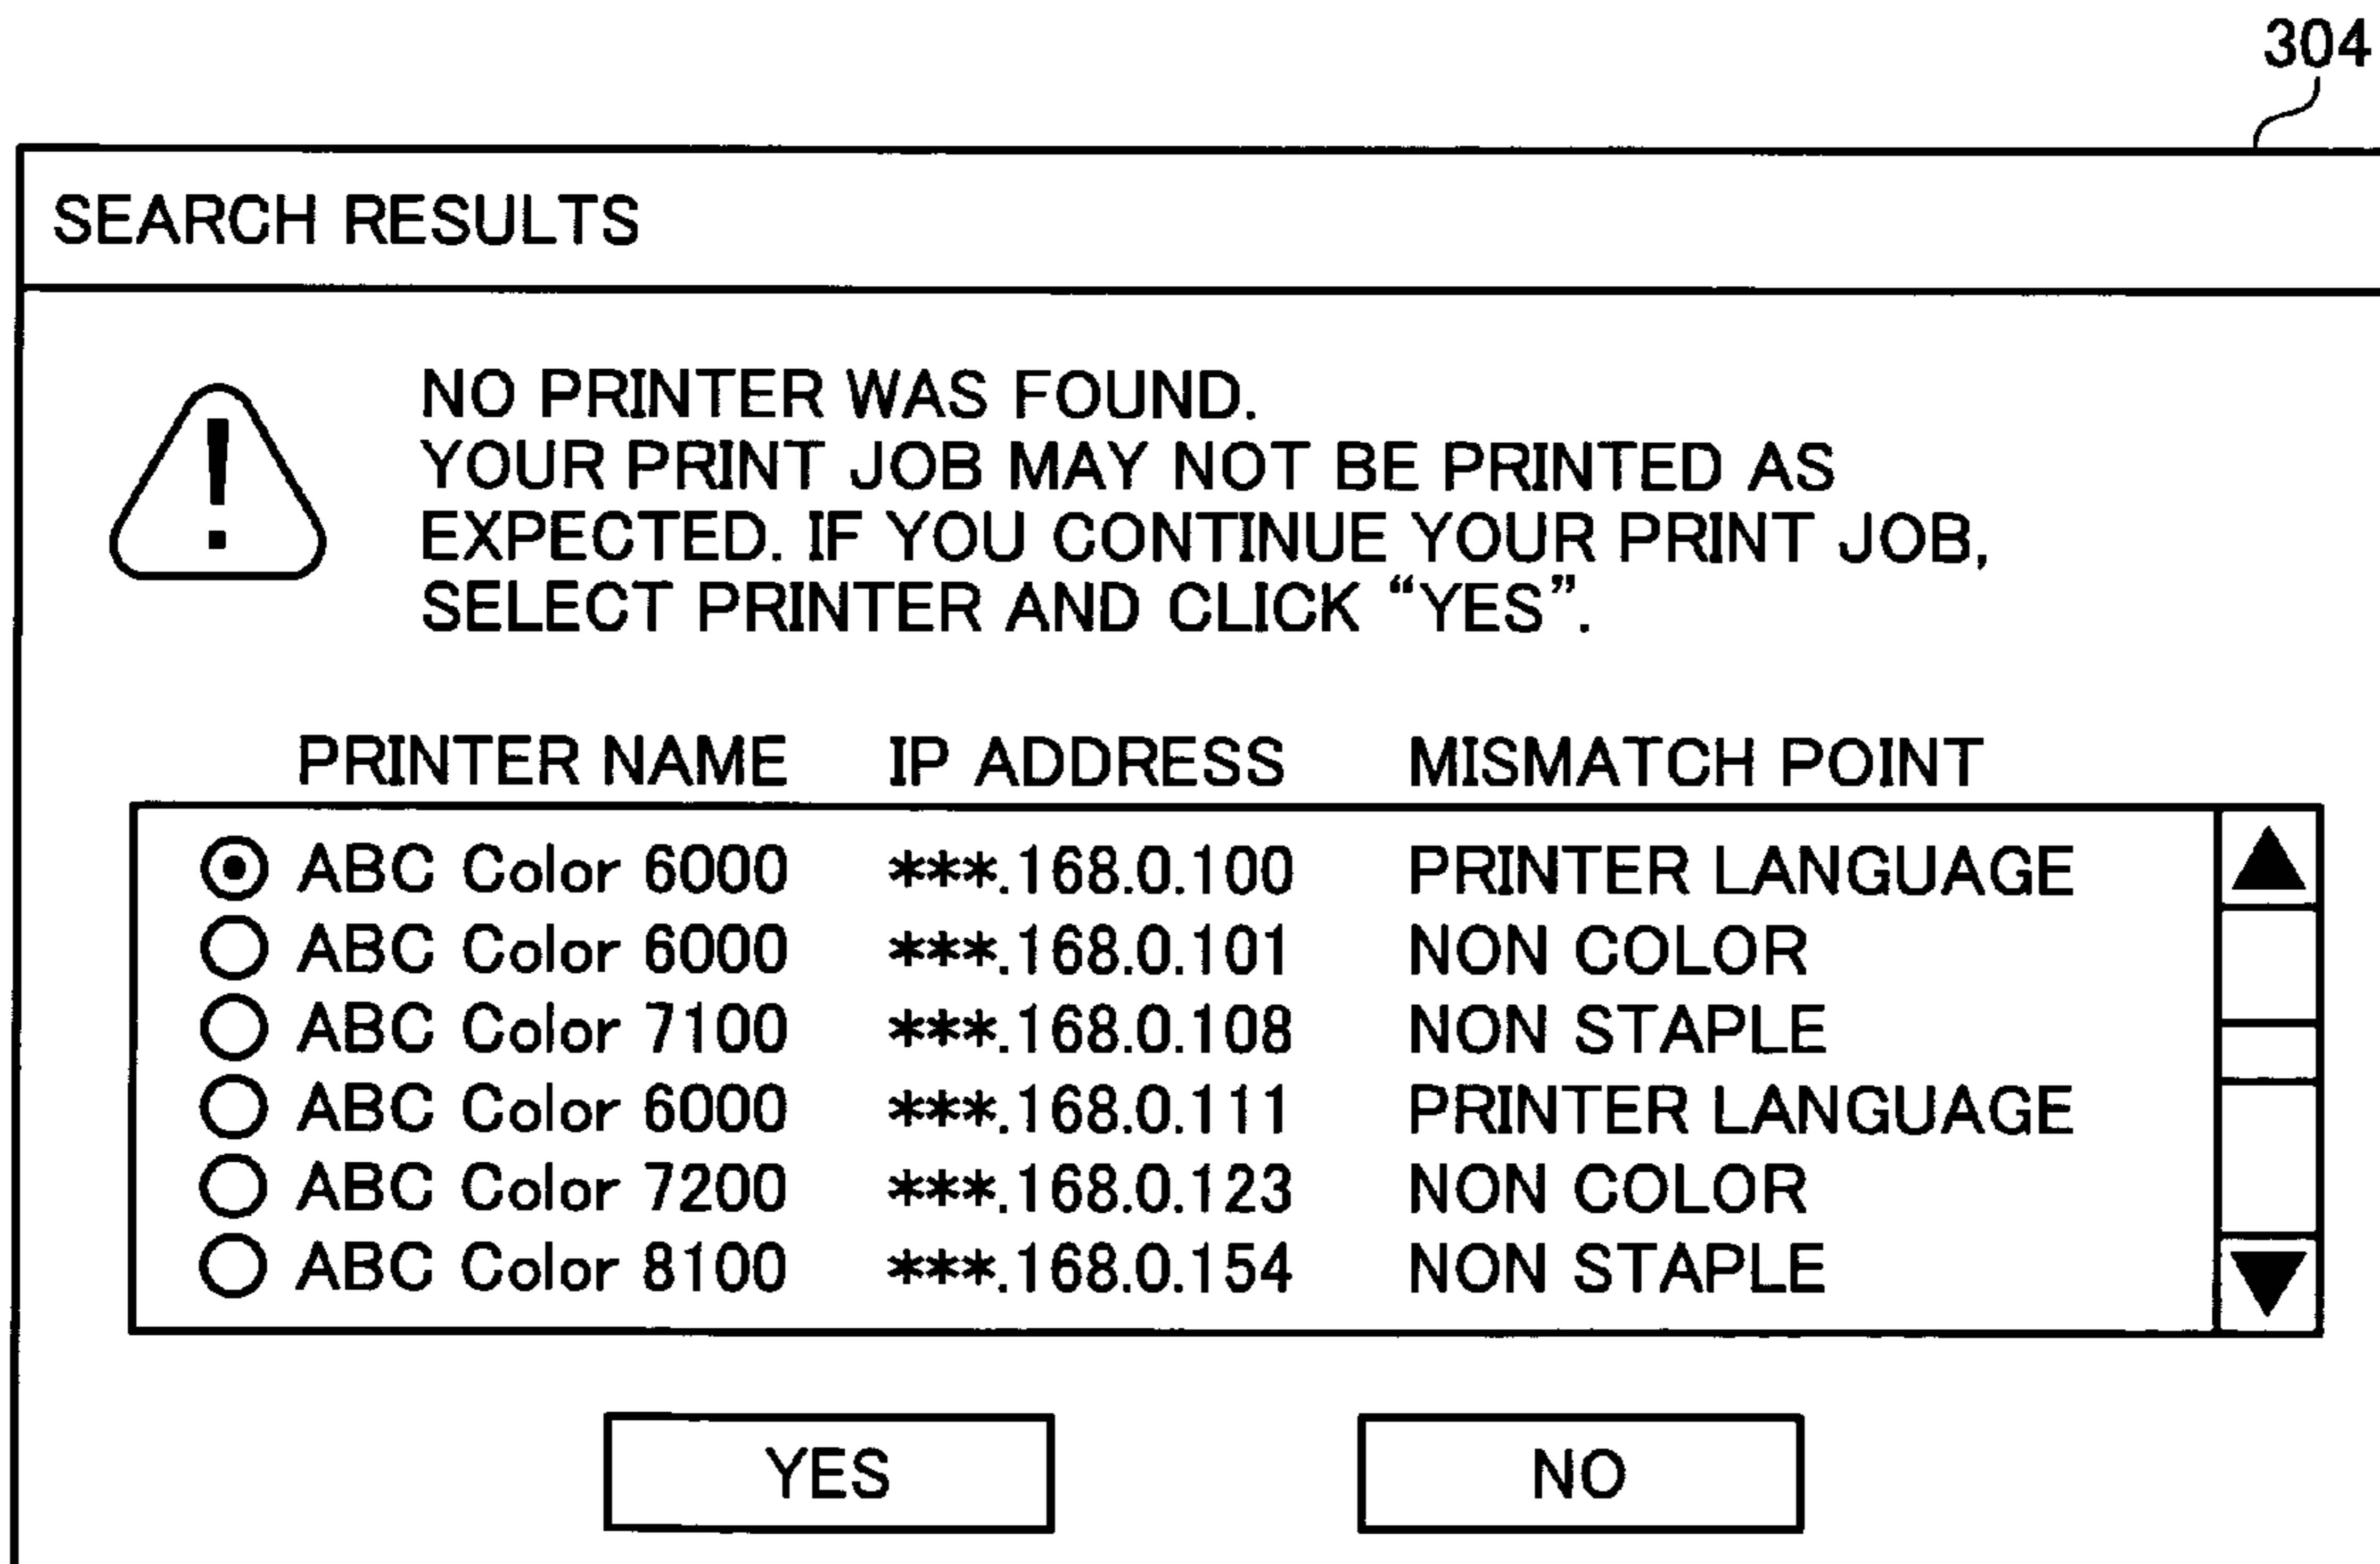 304
SEARCH RESULTS
NO PRINTER WAS FOUND.
YOUR PRINT JOB MAY NOT BE PRINTED AS
EXPECTED. IF YOU CONTINUE YOUR PRINT JOB,
SELECT PRINTER AND CLICK “YES”.
PRINTER NAME IP ADDRESS MISMATCH POINT
ABC Color 6000 ***.168.0.100 PRINTER LANGUAGE
ABC Color 6000 ***.168.0.101 NON COLOR
ABC Color 7100 ***.168.0.108 NON STAPLE
ABC Color 6000 ***.168.0.111 PRINTER LANGUAGE
ABC Color 7200 ***.168.0.123 NON COLOR
ABC Color 8100 ***.168.0.154 NON STAPLE
YES NO